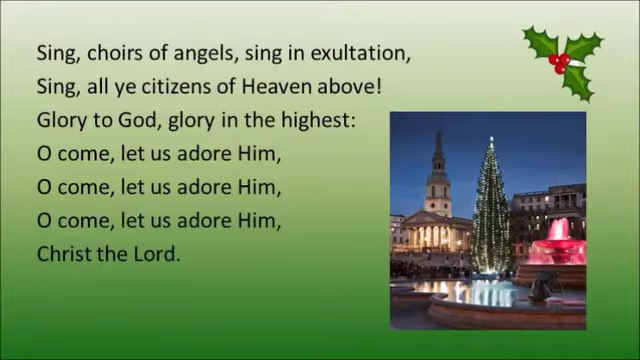 Sing, choirs of angels, sing in exultation,
Sing, all ye citizens of Heaven above!
Glory to God, glory in the highest:
O come, let us adore Him,
O come, let us adore Him,
O come, let us adore Him,
Christ the Lord.